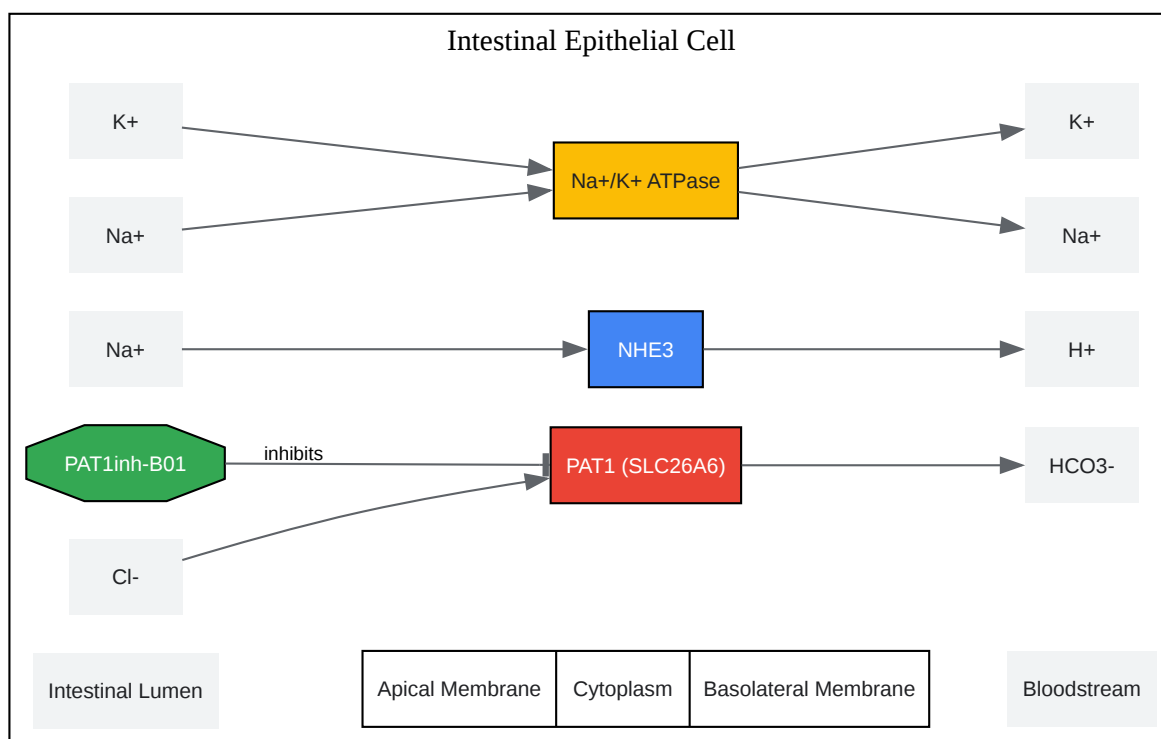 Intestinal Epithelial Cell
K+
K+
Na+/K+ ATPase
Na+
Na+
Na+
NHE3
H+
PAT1inh-B01
inhibits
PAT1 (SLC26A6)
HCO3-
Cl-
Intestinal Lumen
Apical Membrane
Cytoplasm
Basolateral Membrane
Bloodstream